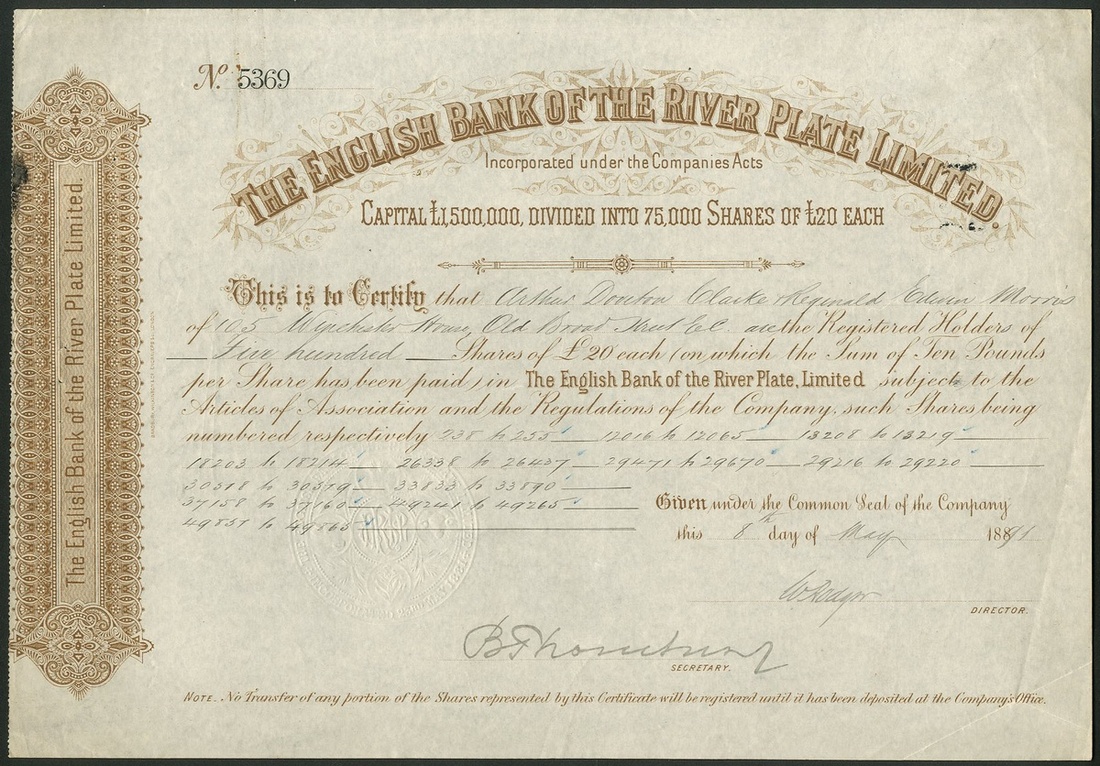 No. 5369
THE ENGLISH BANK OF THE RIVER PLATE LIMITED.
Incorporated under the Companies Acts
CAPITAL £1,500,000, DIVIDED INTO 75,000 SHARES OF £20 EACH
This is to Certify that Arthur Douton Clarke & Reginald Edwin Morris
of 105 Winchester House, Old Broad Street E.C. are the Registered Holders of
Five hundred Shares of £20 each (on which the Sum of Ten Pounds
per Share has been paid) in The English Bank of the River Plate, Limited subject to the
Articles of Association and the Regulations of the Company, such Shares being
numbered respectively 238 to 255 — 12016 to 12065 — 13208 to 13219
18203 to 18214 — 26338 to 26437 — 29471 to 29670 — 29216 to 29220
30518 to 30519 — 33833 to 33890
37158 to 37160 — 49241 to 49265
49851 to 49865
Given under the Common Seal of the Company
this 8th day of May 1891
DIRECTOR.
SECRETARY.
NOTE. No Transfer of any portion of the Shares represented by this Certificate will be registered until it has been deposited at the Company's Office.
The English Bank of the River Plate Limited.